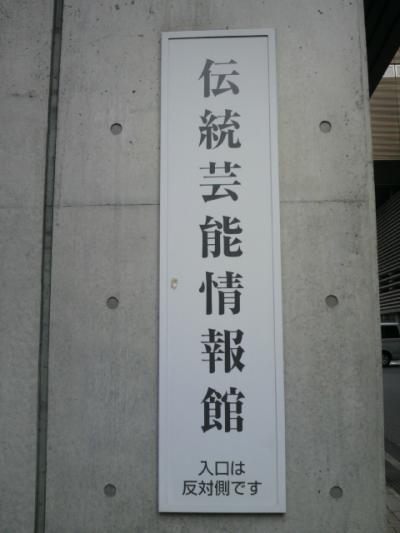 伝統芸能情報館
入口は
反対側です